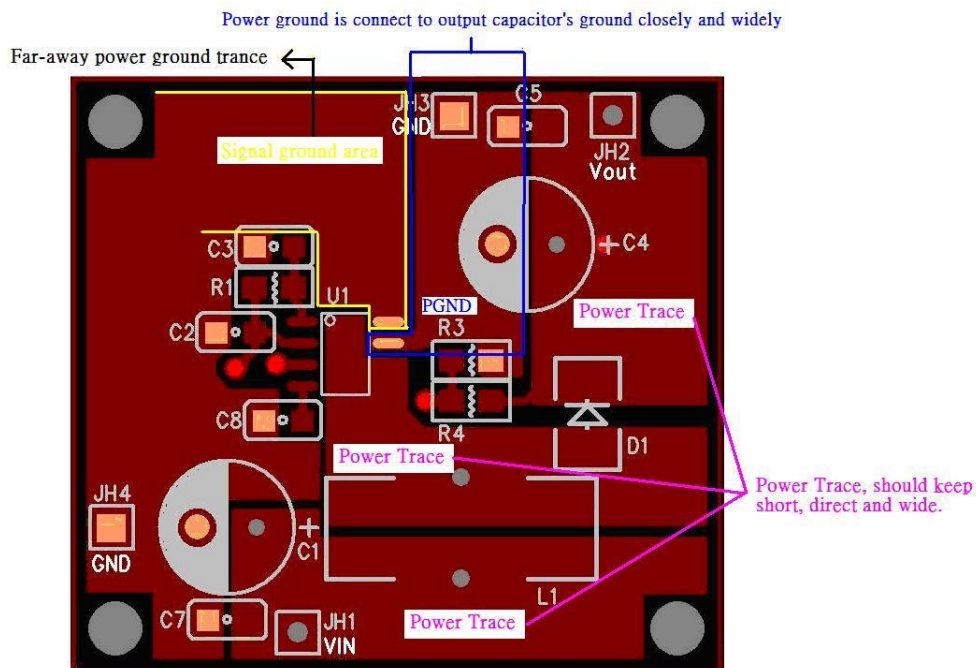 Power ground is connect to output capacitor's ground closely and widely
Far-away power ground trance
Signal ground area
JH3
GND
C5
JH2
Vout
C3
C4
R1
U1
PGND
Power Trace
C2
R3
C8
R4
D1
Power Trace
Power Trace, should keep
short, direct and wide.
JH4
GND
C1
L1
C7
JH1
VIN
Power Trace